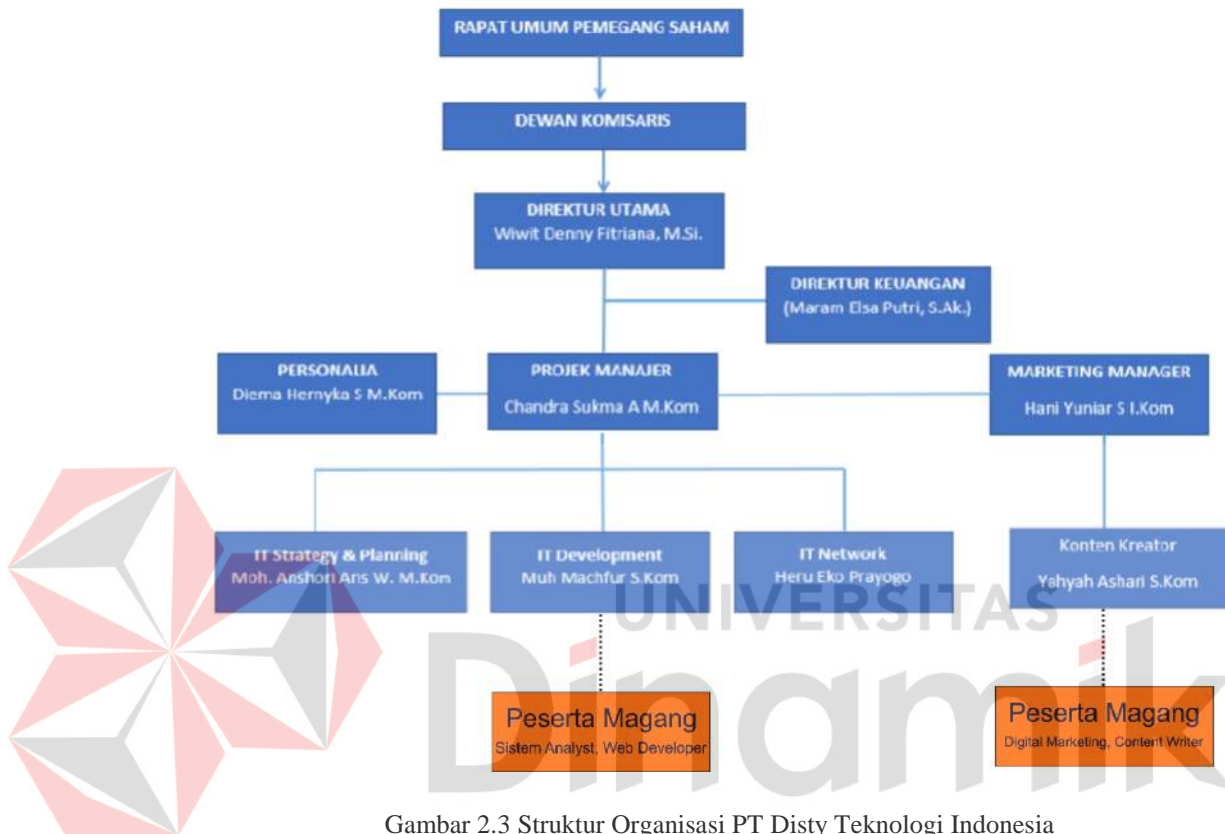 RAPAT UMUM PEMEGANG SAHAM
DEWAN KOMISARIS
DIREKTUR UTAMA
Wiwit Denny Fitriana, M.Si.
DIREKTUR KEUANGAN
(Maram Elsa Putri, S.Ak.)
PERSONALIA
Diema Hernyka S M.Kom
PROJEK MANAJER
Chandra Sukma A M.Kom
MARKETING MANAGER
Hani Yuniar S I.Kom
IT Strategy & Planning
Moh. Anshori Aris W. M.Kom
IT Development
Muh Machfur S.Kom
IT Network
Heru Eko Prayogo
Konten Kreator
Yahyah Ashari S.Kom
UNIVERSITAS
Dinamik
Peserta Magang
Sistem Analyst, Web Developer
Peserta Magang
Digital Marketing, Content Writer
Gambar 2.3 Struktur Organisasi PT Disty Teknologi Indonesia